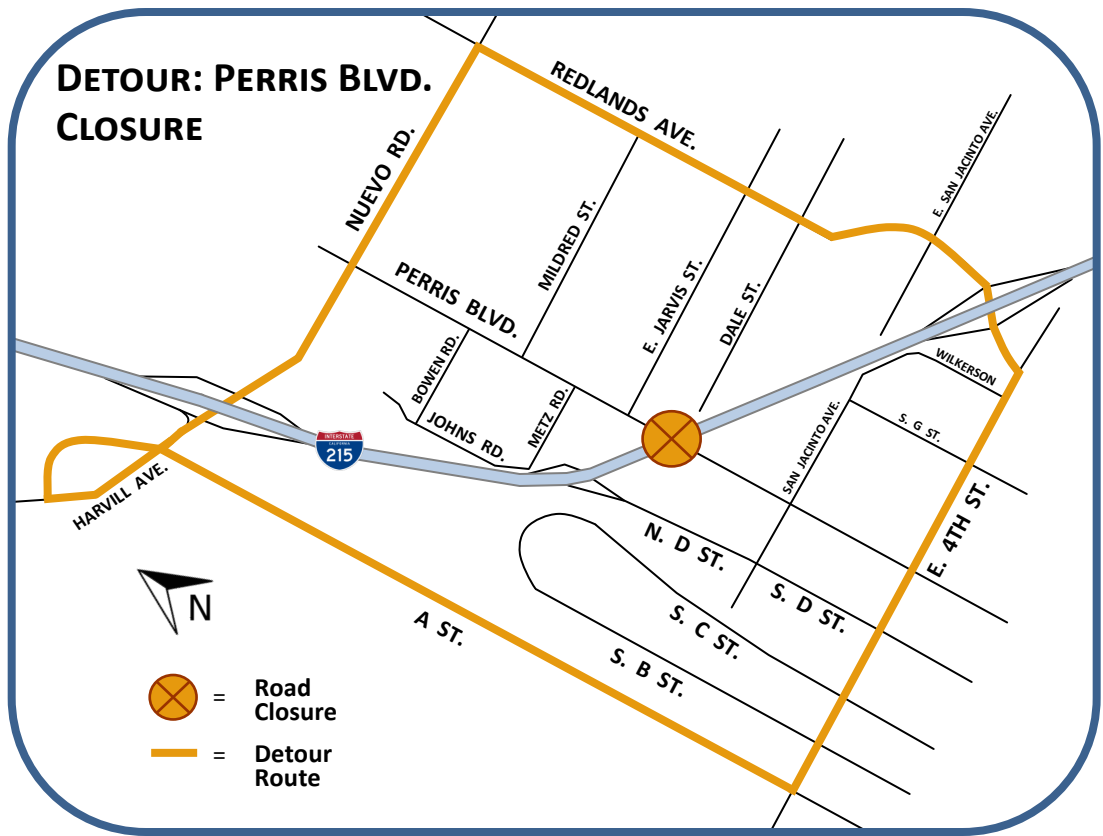 DETOUR: PERRIS BLVD.
CLOSURE
REDLANDS AVE.
NUEVO RD.
E. SAN JACINTO AVE.
MILDRED ST.
E. JARVIS ST.
DALE ST.
PERRIS BLVD.
BOWEN RD.
METZ RD.
JOHNS RD.
WILKERSON
S. G ST.
SAN JACINTO AVE.
INTERSTATE
CALIFORNIA
215
HARVILL AVE.
E. 4TH ST.
N. D ST.
S. D ST.
S. C ST.
S. B ST.
A ST.
N
= Road
Closure
= Detour
Route